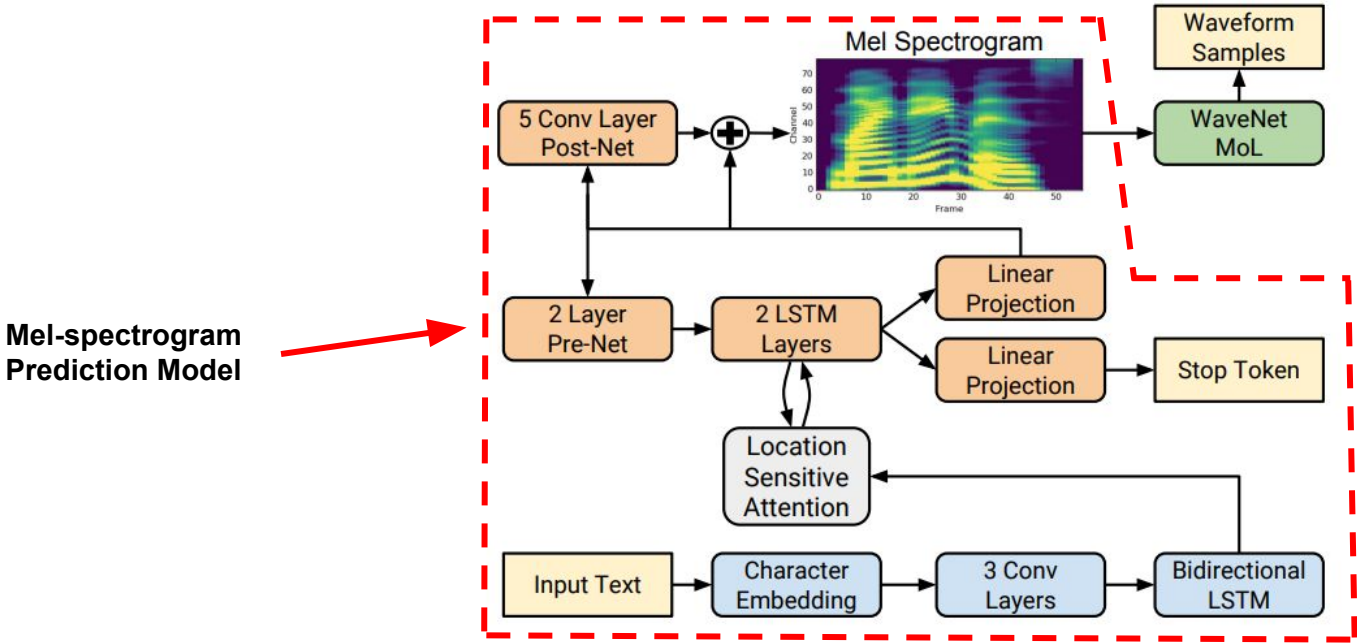 Mel Spectrogram
Waveform
Samples
5 Conv Layer
Post-Net
WaveNet
MoL
Channel
70
60
50
40
30
20
10
0
0 10 20 30 40 50
Frame
Linear
Projection
2 Layer
Pre-Net
2 LSTM
Layers
Linear
Projection
Stop Token
Mel-spectrogram
Prediction Model
Location
Sensitive
Attention
Input Text
Character
Embedding
3 Conv
Layers
Bidirectional
LSTM